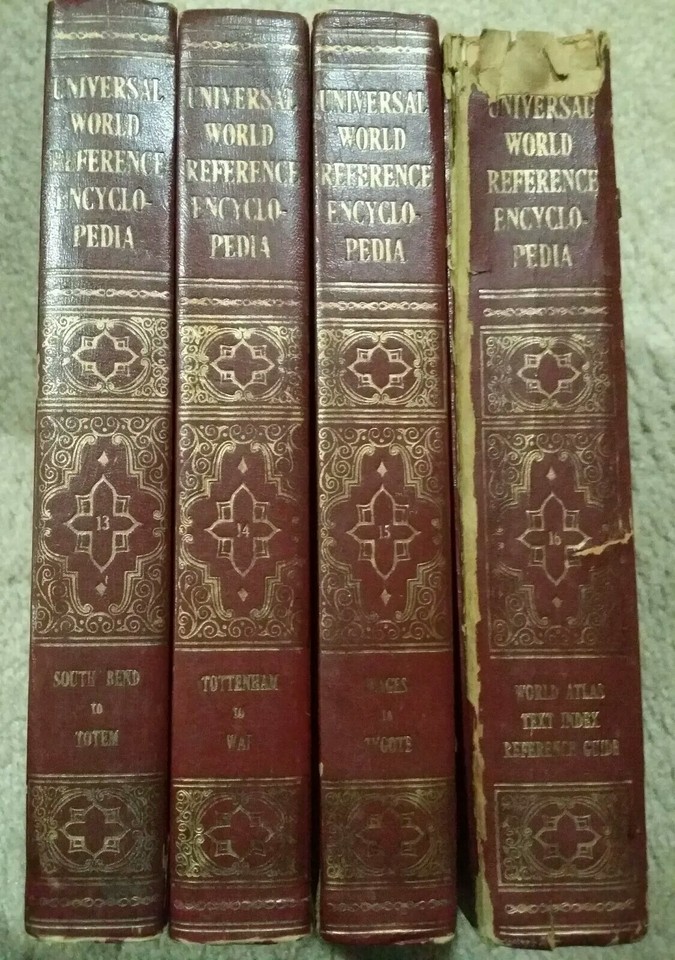 UNIVERSAL
WORLD
REFERENCE
ENCYCLO-
PEDIA
13
SOUTH BEND
to
TOTEM
UNIVERSAL
WORLD
REFERENCE
ENCYCLO-
PEDIA
14
TOTTENHAM
to
UNIVERSAL
WORLD
REFERENCE
ENCYCLO-
PEDIA
15
WAGES
to
ZYGOTE
UNIVERSAL
WORLD
REFERENCE
ENCYCLO-
PEDIA
16
WORLD ATLAS
TEXT INDEX
REFERENCE GUIDE